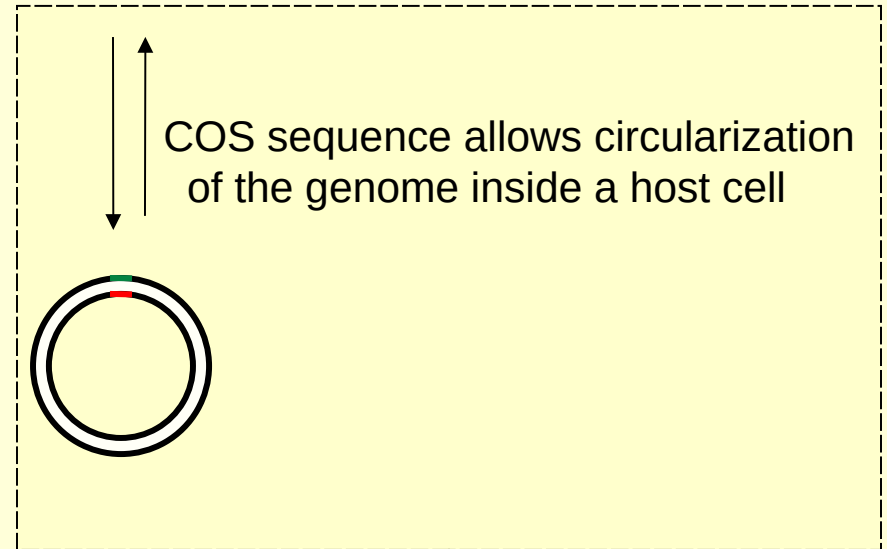 COS sequence allows circularization
of the genome inside a host cell